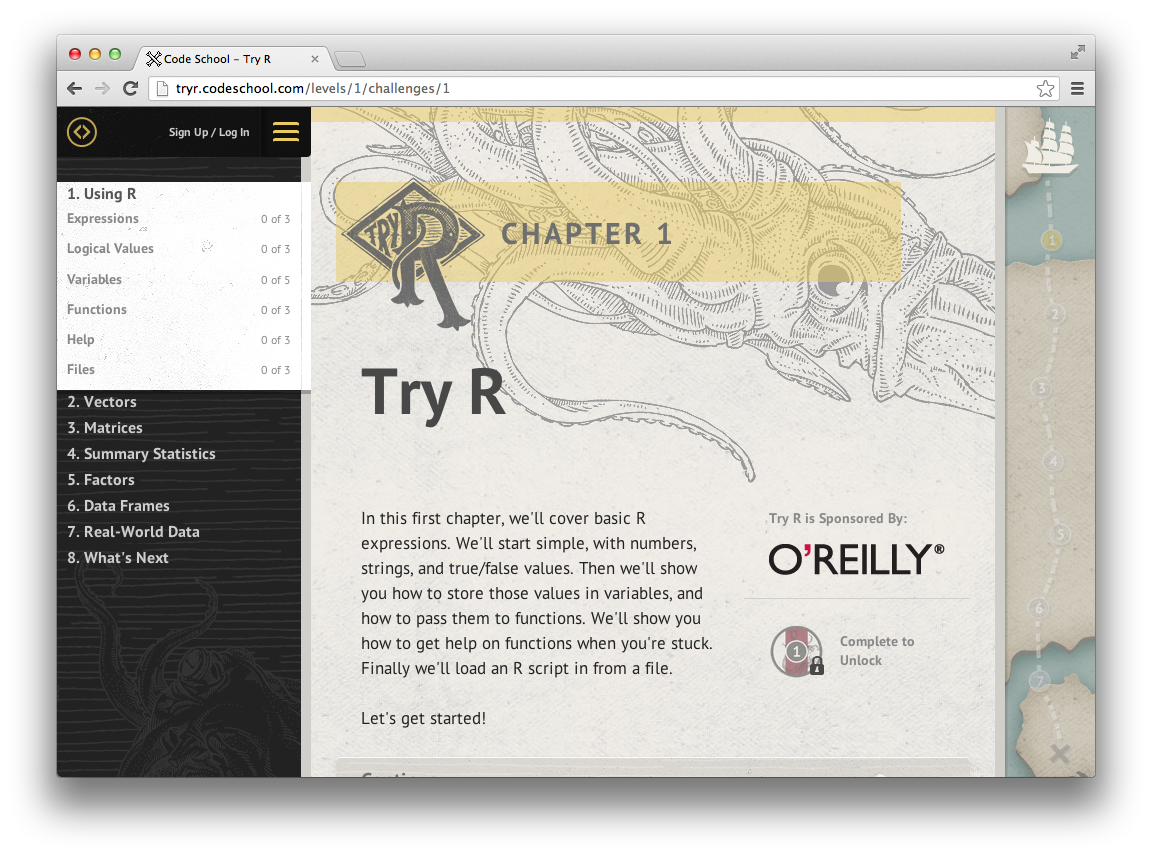 Code School – Try R
tryr.codeschool.com/levels/1/challenges/1
Sign Up / Log In
1. Using R
Expressions 0 of 3
Logical Values 0 of 3
Variables 0 of 5
Functions 0 of 3
Help 0 of 3
Files 0 of 3
2. Vectors
3. Matrices
4. Summary Statistics
5. Factors
6. Data Frames
7. Real-World Data
8. What's Next
TRY R
CHAPTER 1
Try R
In this first chapter, we'll cover basic R
expressions. We'll start simple, with numbers,
strings, and true/false values. Then we'll show
you how to store those values in variables, and
how to pass them to functions. We'll show you
how to get help on functions when you're stuck.
Finally we'll load an R script in from a file.
Let's get started!
Try R is Sponsored By:
O'REILLY®
1
Complete to
Unlock
1
2
3
4
5
6
7